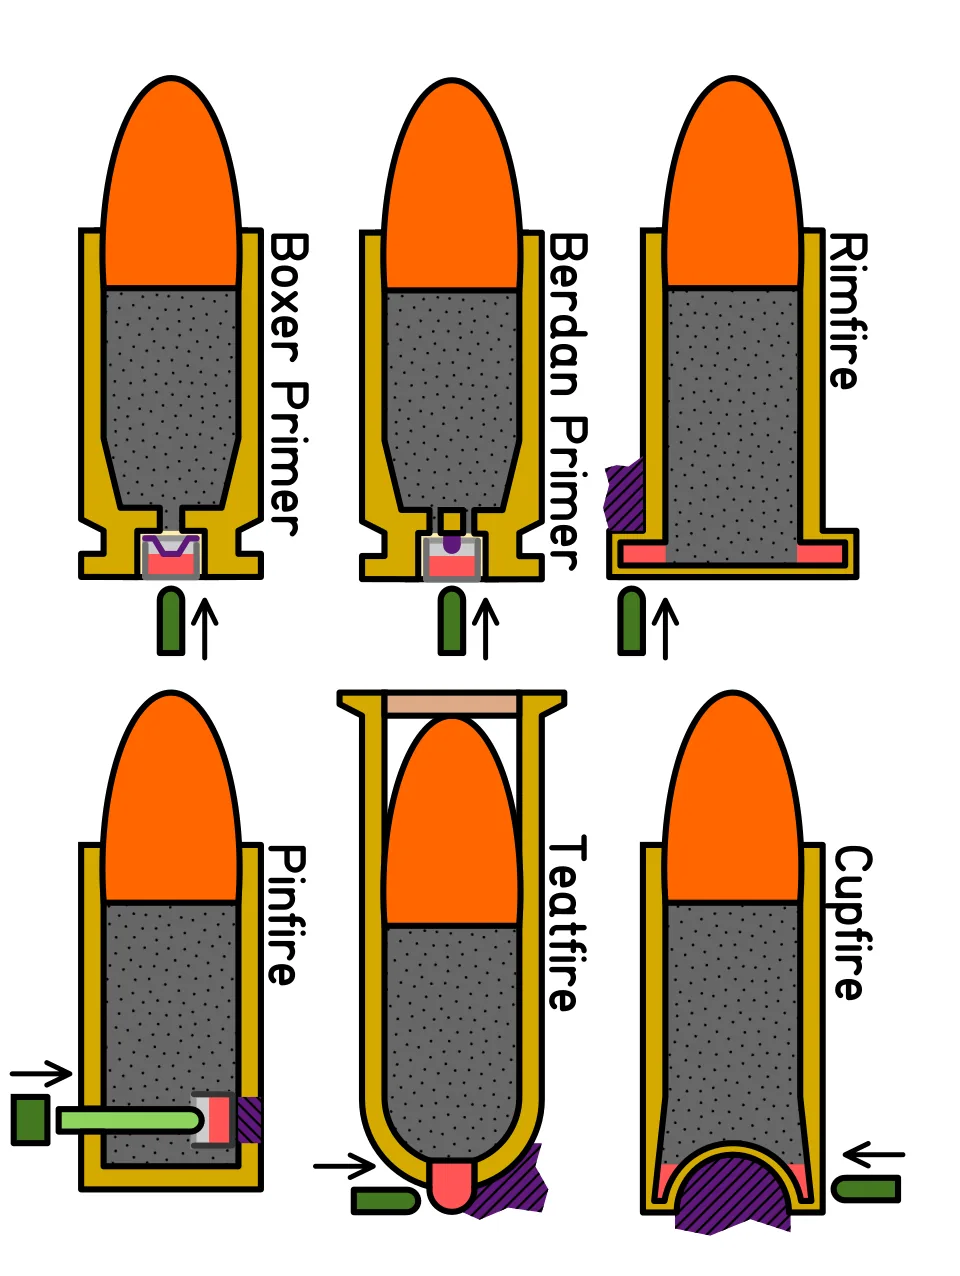 Boxer Primer
Berdan Primer
Rimfire
Pinfire
Teatfire
Cupfire